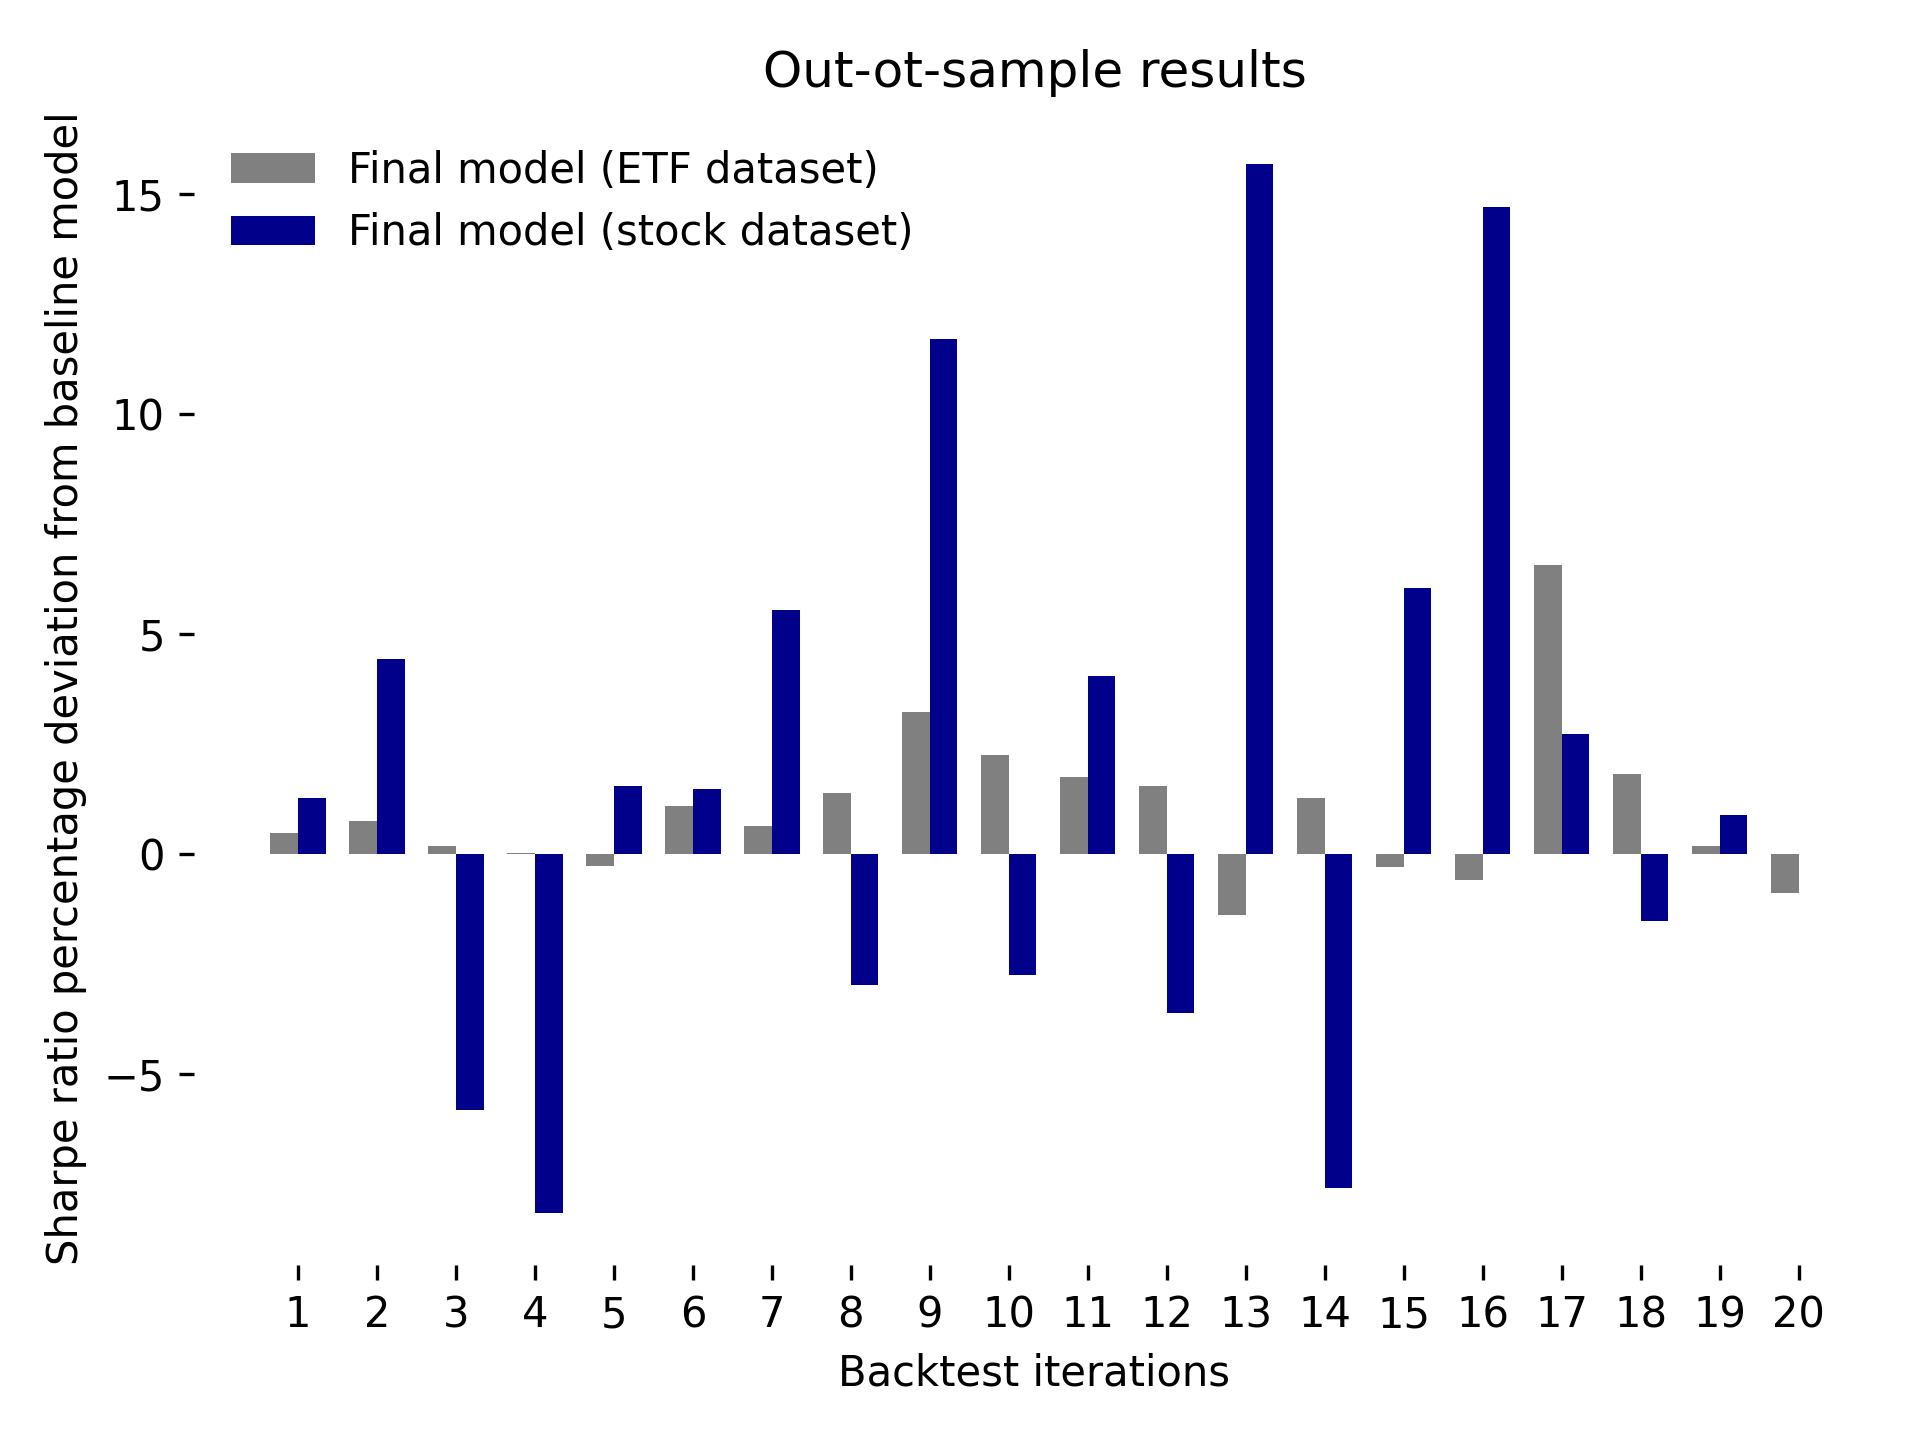 Out-ot-sample results
Final model (ETF dataset)
Final model (stock dataset)
Sharpe ratio percentage deviation from baseline model
15
10
5
0
−5
1 2 3 4 5 6 7 8 9 10 11 12 13 14 15 16 17 18 19 20
Backtest iterations